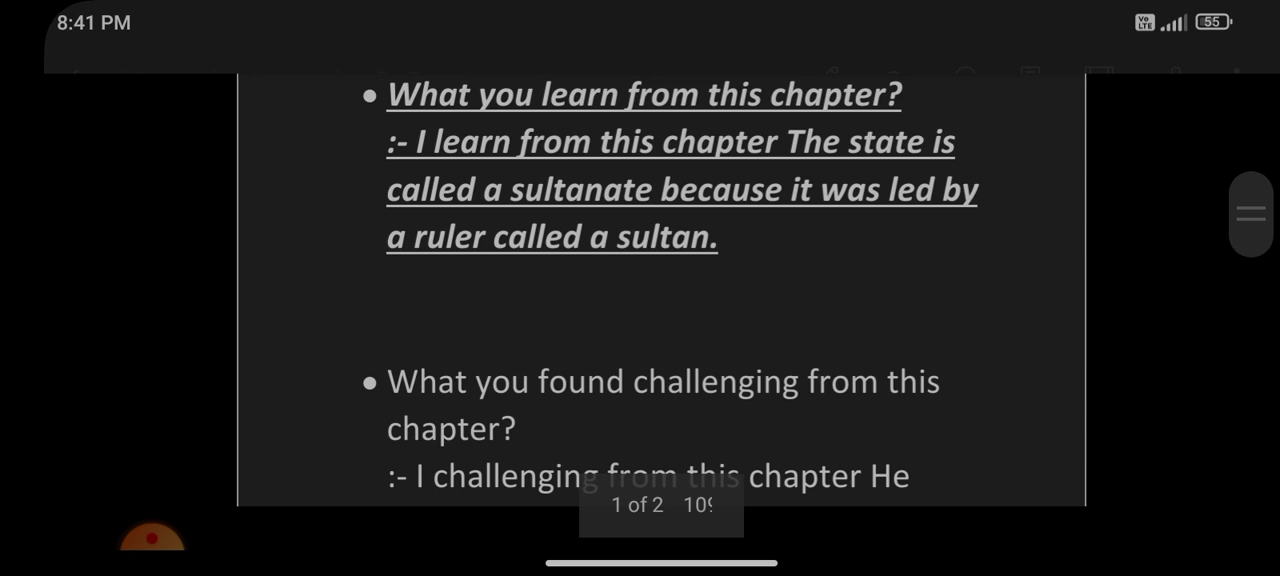 8:41 PM
Vo LTE
55
What you learn from this chapter?
:- I learn from this chapter The state is
called a sultanate because it was led by
a ruler called a sultan.
What you found challenging from this
chapter?
:- I challenging from this chapter He
1 of 2